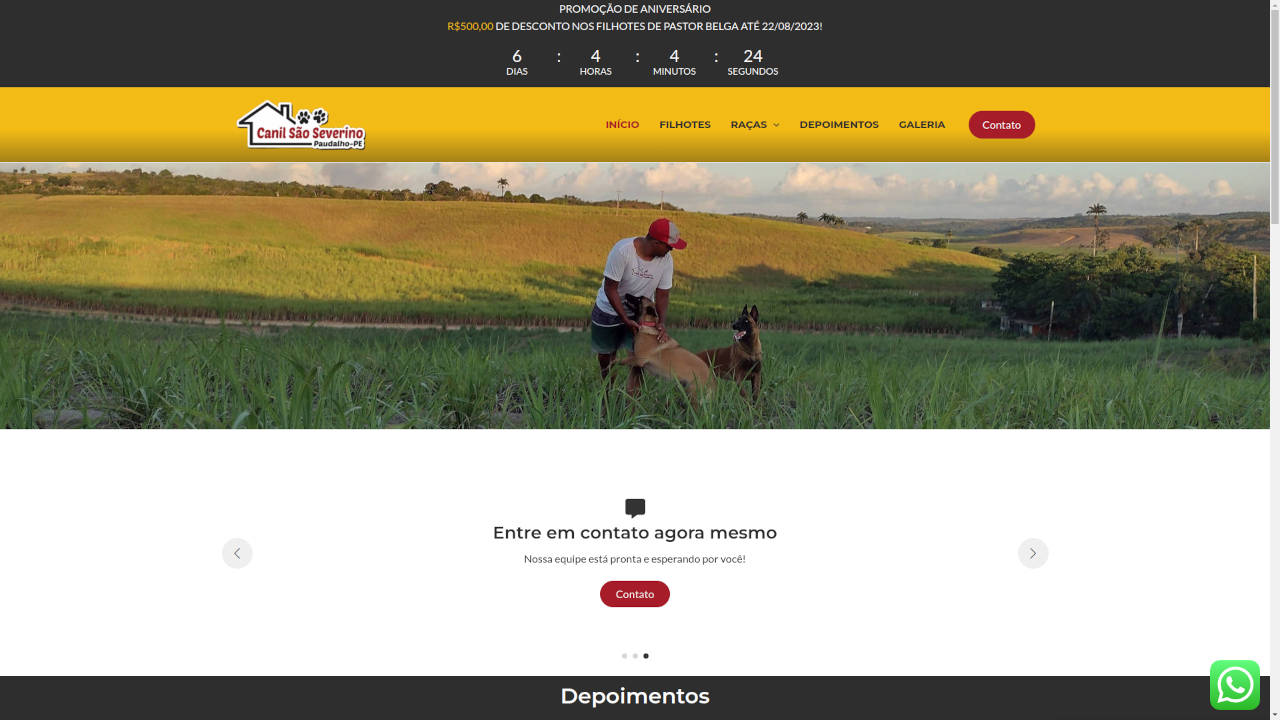 PROMOÇÃO DE ANIVERSÁRIO
R$500,00 DE DESCONTO NOS FILHOTES DE PASTOR BELGA ATÉ 22/08/2023!
6 : 4 : 4 : 24
DIAS HORAS MINUTOS SEGUNDOS
Canil São Severino
Paudalho-PE
INÍCIO FILHOTES RAÇAS DEPOIMENTOS GALERIA Contato
Entre em contato agora mesmo
Nossa equipe está pronta e esperando por você!
Contato
Depoimentos